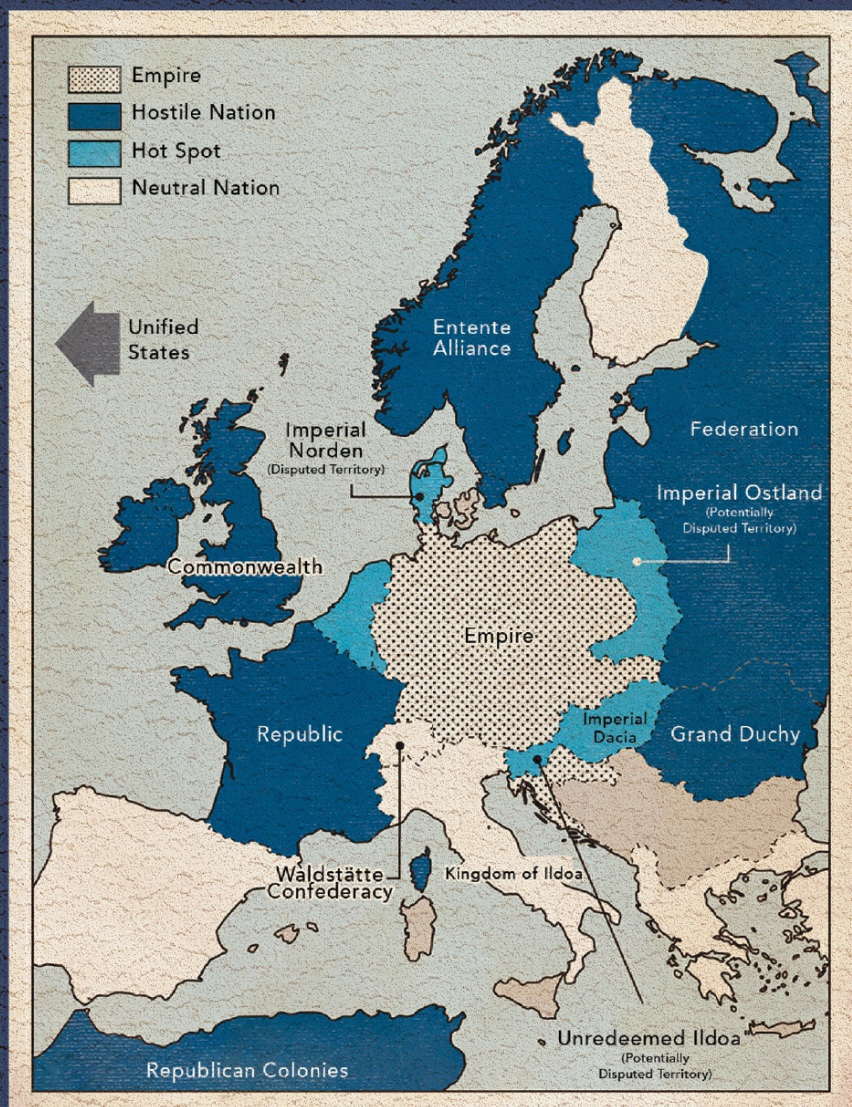 Empire
Hostile Nation
Hot Spot
Neutral Nation
Unified
States
Entente
Alliance
Imperial
Norden
(Disputed Territory)
Federation
Imperial Ostland
(Potentially
Disputed Territory)
Commonwealth
Empire
Republic
Imperial
Dacia
Grand Duchy
Waldstätte
Confederacy
Kingdom of Ildoa
Unredeemed Ildoa
(Potentially
Disputed Territory)
Republican Colonies